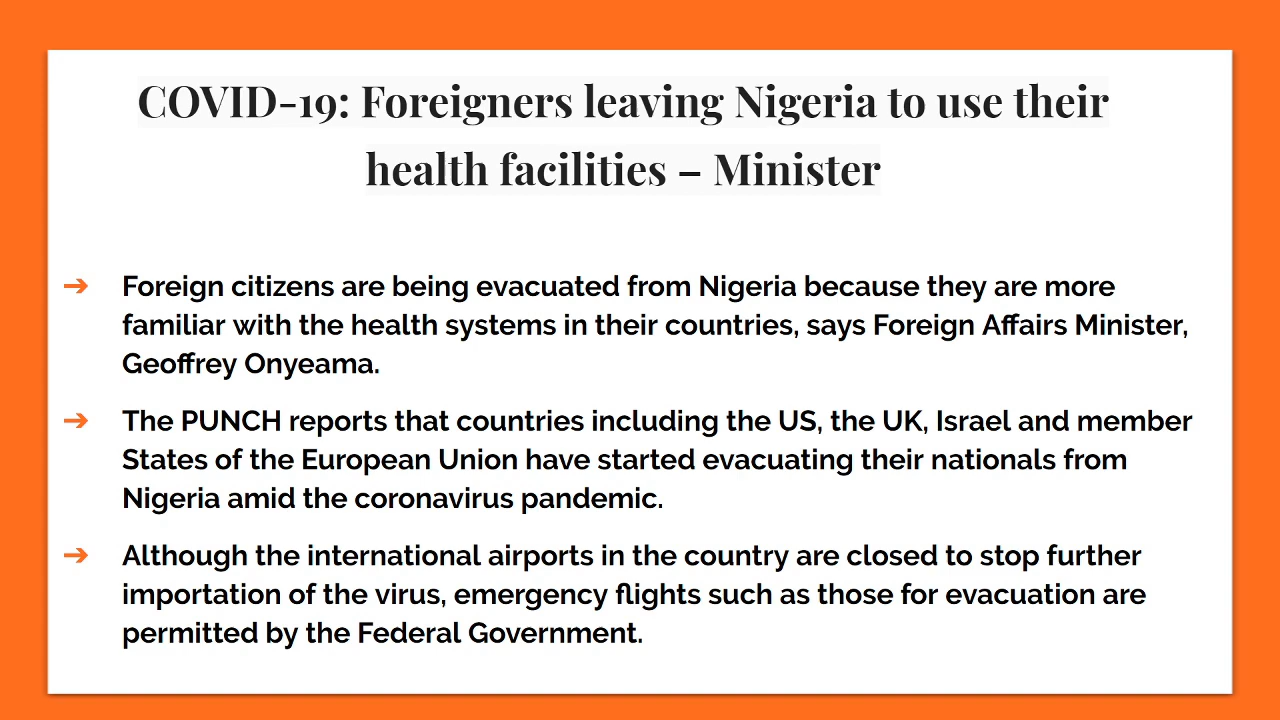 COVID-19: Foreigners leaving Nigeria to use their
health facilities – Minister
➔ Foreign citizens are being evacuated from Nigeria because they are more
familiar with the health systems in their countries, says Foreign Affairs Minister,
Geoffrey Onyeama.
➔ The PUNCH reports that countries including the US, the UK, Israel and member
States of the European Union have started evacuating their nationals from
Nigeria amid the coronavirus pandemic.
➔ Although the international airports in the country are closed to stop further
importation of the virus, emergency flights such as those for evacuation are
permitted by the Federal Government.